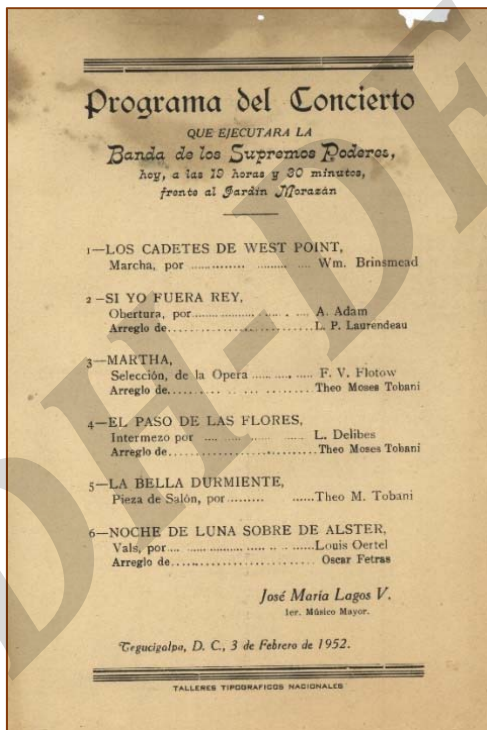 Programa del Concierto
QUE EJECUTARA LA
Banda de los Supremos Poderes,
hoy, a las 19 horas y 30 minutos,
frente al Jardín Morazán
1—LOS CADETES DE WEST POINT,
Marcha, por .............. .......... .... Wm. Brinsmead
2—SI YO FUERA REY,
Obertura, por...................... . .... A. Adam
Arreglo de.............................. L. P. Laurendeau
3—MARTHA,
Selección, de la Opera ............... F. V. Flotow
Arreglo de..............................Theo Moses Tobani
4—EL PASO DE LAS FLORES,
Intermezo por .... ........... ...... L. Delibes
Arreglo de..............................Theo Moses Tobani
5—LA BELLA DURMIENTE,
Pieza de Salón, por ......... ......Theo M. Tobani
6—NOCHE DE LUNA SOBRE DE ALSTER,
Vals, por.... .................... .. .. ......Louis Oertel
Arreglo de............................ Oscar Fetras
José María Lagos V.
1er. Músico Mayor.
Tegucigalpa, D. C., 3 de Febrero de 1952.
TALLERES TIPOGRAFICOS NACIONALES
DH-DE